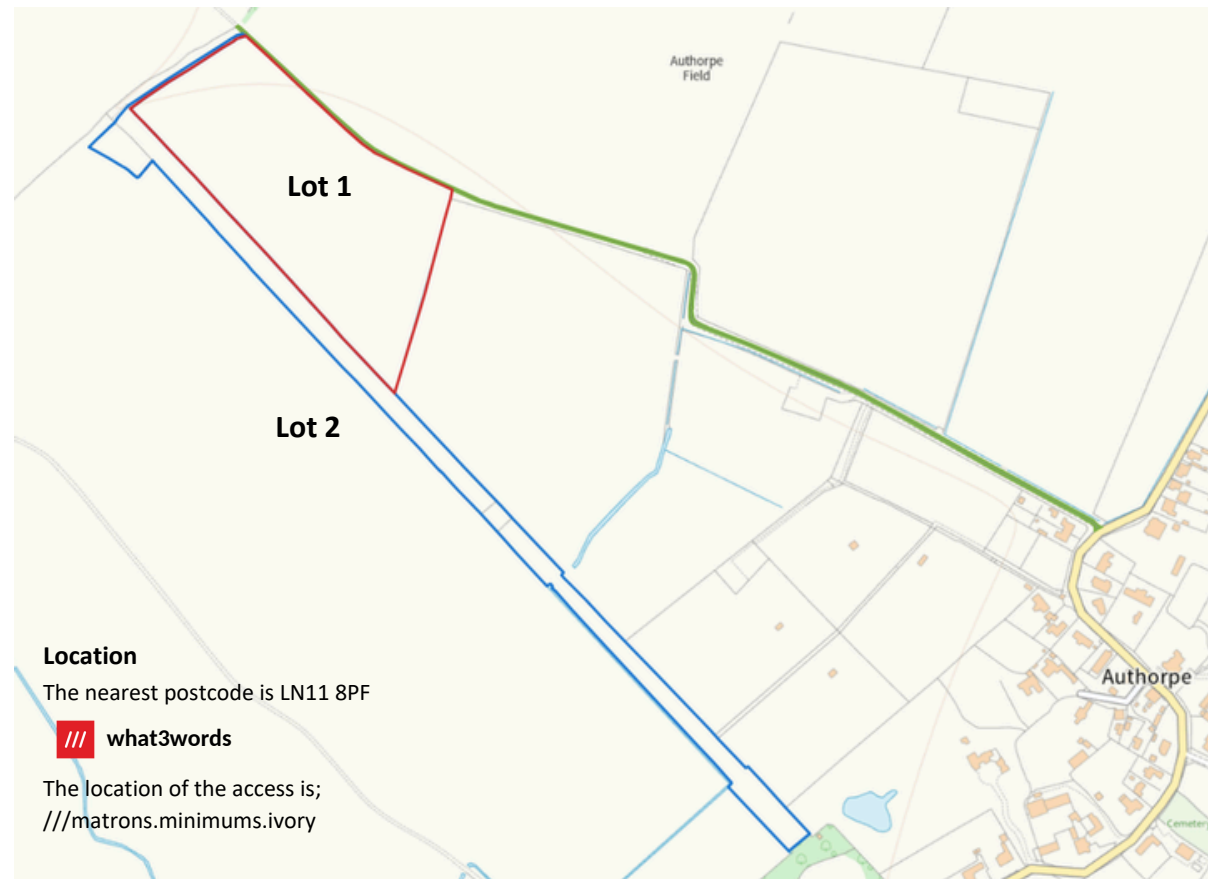 Authorpe
Field
Lot 1
Lot 2
Location
The nearest postcode is LN11 8PF
/// what3words
The location of the access is;
///matrons.minimums.ivory
Authorpe
Cemetery